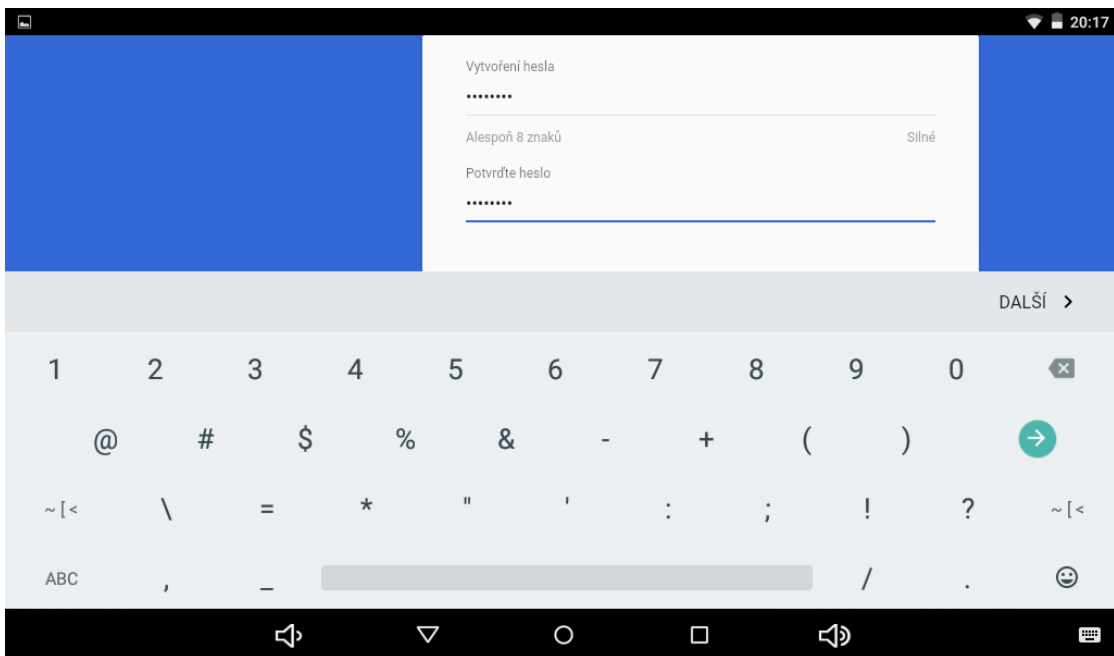 20:17
Vytvoření hesla
••••••••
Alespoň 8 znaků Silné
Potvrďte heslo
••••••••
DALŠÍ
1 2 3 4 5 6 7 8 9 0
@ # $ % & - + ( )
~ [ < \ = * " ' : ; ! ? ~ [ <
ABC , _ / .